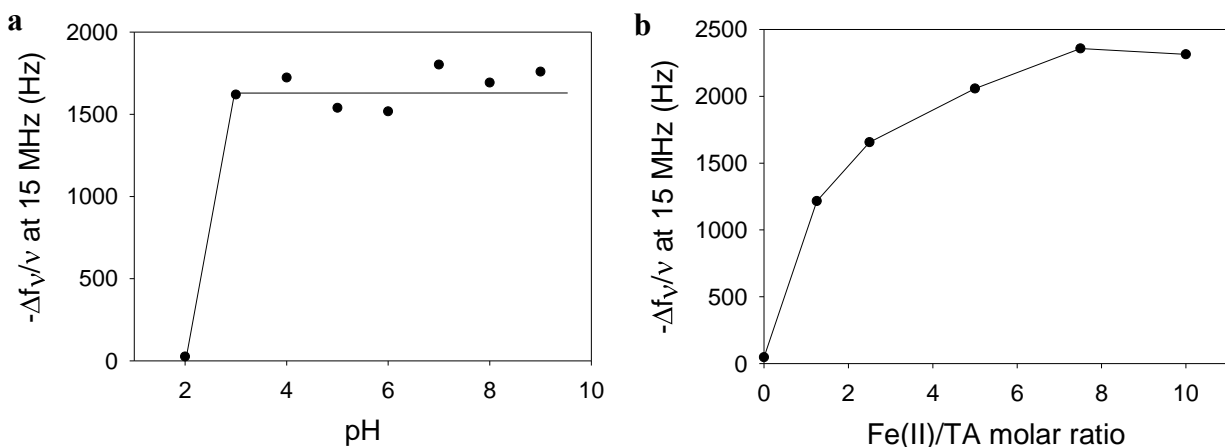 a
-Δfν/ν at 15 MHz (Hz)
2000
1500
1000
500
0
2 4 6 8 10
pH
b
-Δfν/ν at 15 MHz (Hz)
2500
2000
1500
1000
500
0
0 2 4 6 8 10
Fe(II)/TA molar ratio